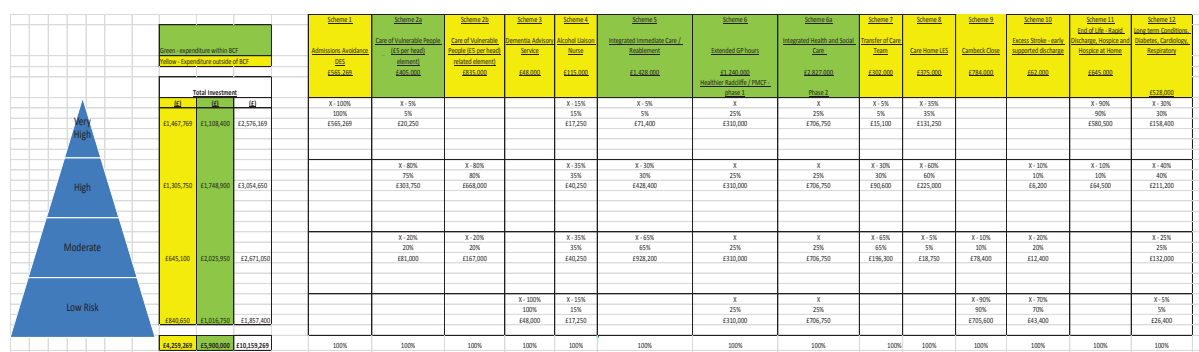 Scheme 1 Scheme 2a Scheme 2b Scheme 3 Scheme 4 Scheme 5 Scheme 6 Scheme 6a Scheme 7 Scheme 8 Scheme 9 Scheme 10 Scheme 11 Scheme 12
Green - expenditure within BCF
Yellow - Expenditure outside of BCF
Admissions Avoidance DES
Care of Vulnerable People (£5 per head) element)
Care of Vulnerable People (£5 per head) related element)
Dementia Advisory Service
Alcohol Liaison Nurse
Integrated Immediate Care / Reablement
Extended GP hours
Integrated Health and Social Care
Transfer of Care Team
Care Home LES
Cambeck Close
Excess Stroke - early supported discharge
End of Life - Rapid Discharge, Hospice and Hospice at Home
Long term Conditions, Diabetes, Cardiology, Respiratory
£565,269 £405,000 £835,000 £48,000 £115,000 £1,428,000 £1,240,000 £2,827,000 £302,000 £375,000 £784,000 £62,000 £645,000
Healthier Radcliffe / PMCF - phase 1
Phase 2
£528,000
Total Investment
(£) (£) (£)
X - 100% X - 5% X - 15% X - 5% X X X - 5% X - 35% X - 90% X - 30%
100% 5% 15% 5% 25% 25% 5% 35% 90% 30%
Very High
£1,467,769 £1,108,400 £2,576,169 £565,269 £20,250 £17,250 £71,400 £310,000 £706,750 £15,100 £131,250 £580,500 £158,400
X - 80% X - 80% X - 35% X - 30% X X X - 30% X - 60% X - 10% X - 10% X - 40%
75% 80% 35% 30% 25% 25% 30% 60% 10% 10% 40%
High
£1,305,750 £1,748,900 £3,054,650 £303,750 £668,000 £40,250 £428,400 £310,000 £706,750 £90,600 £225,000 £6,200 £64,500 £211,200
X - 20% X - 20% X - 35% X - 65% X X X - 65% X - 5% X - 10% X - 20% X - 25%
20% 20% 35% 65% 25% 25% 65% 5% 10% 20% 25%
Moderate
£645,100 £2,025,950 £2,671,050 £81,000 £167,000 £40,250 £928,200 £310,000 £706,750 £196,300 £18,750 £78,400 £12,400 £132,000
X - 100% X - 15% X X X - 90% X - 70% X - 5%
100% 15% 25% 25% 90% 70% 5%
Low Risk
£840,650 £1,016,750 £1,857,400 £48,000 £17,250 £310,000 £706,750 £705,600 £43,400 £26,400
£4,259,269 £5,900,000 £10,159,269 100% 100% 100% 100% 100% 100% 100% 100% 100% 100% 100% 100% 100% 100%